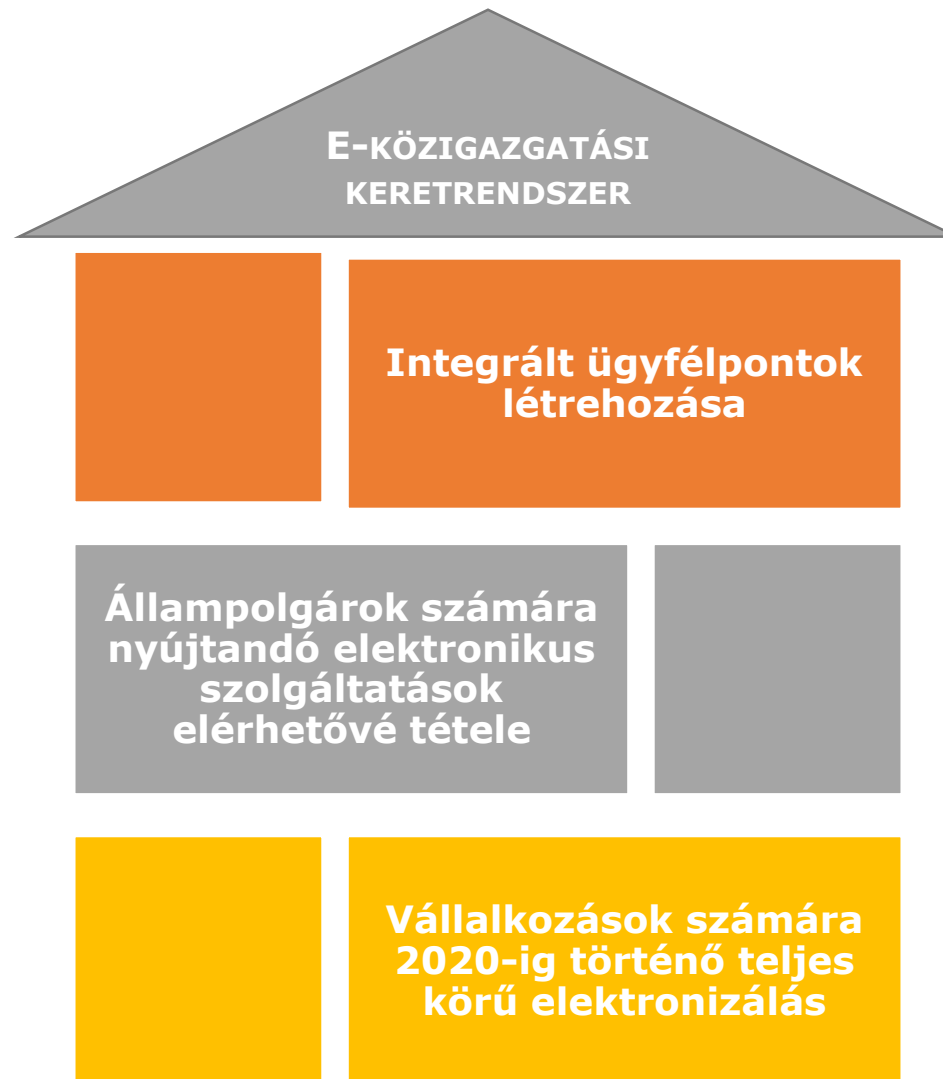 E-KÖZIGAZGATÁSI
KERETRENDSZER
Integrált ügyfélpontok
létrehozása
Állampolgárok számára
nyújtandó elektronikus
szolgáltatások
elérhetővé tétele
Vállalkozások számára
2020-ig történő teljes
körű elektronizálás